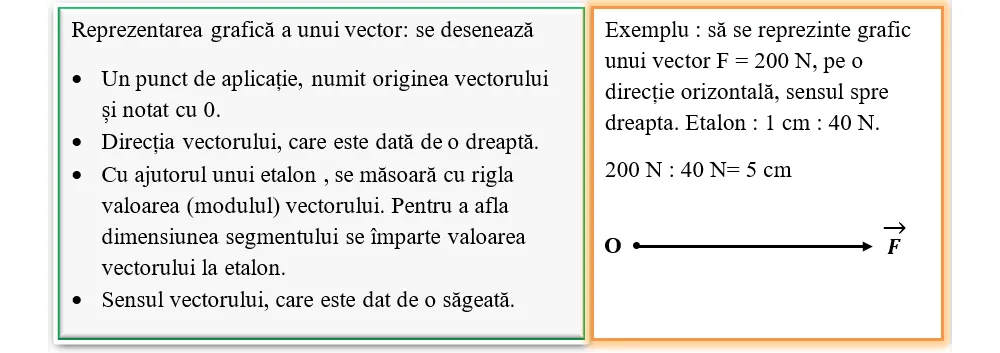 Reprezentarea grafică a unui vector: se desenează
• Un punct de aplicație, numit originea vectorului
și notat cu 0.
• Direcția vectorului, care este dată de o dreaptă.
• Cu ajutorul unui etalon , se măsoară cu rigla
valoarea (modulul) vectorului. Pentru a afla
dimensiunea segmentului se împarte valoarea
vectorului la etalon.
• Sensul vectorului, care este dat de o săgeată.
Exemplu : să se reprezinte grafic
unui vector F = 200 N, pe o
direcție orizontală, sensul spre
dreapta. Etalon : 1 cm : 40 N.
200 N : 40 N= 5 cm
O F